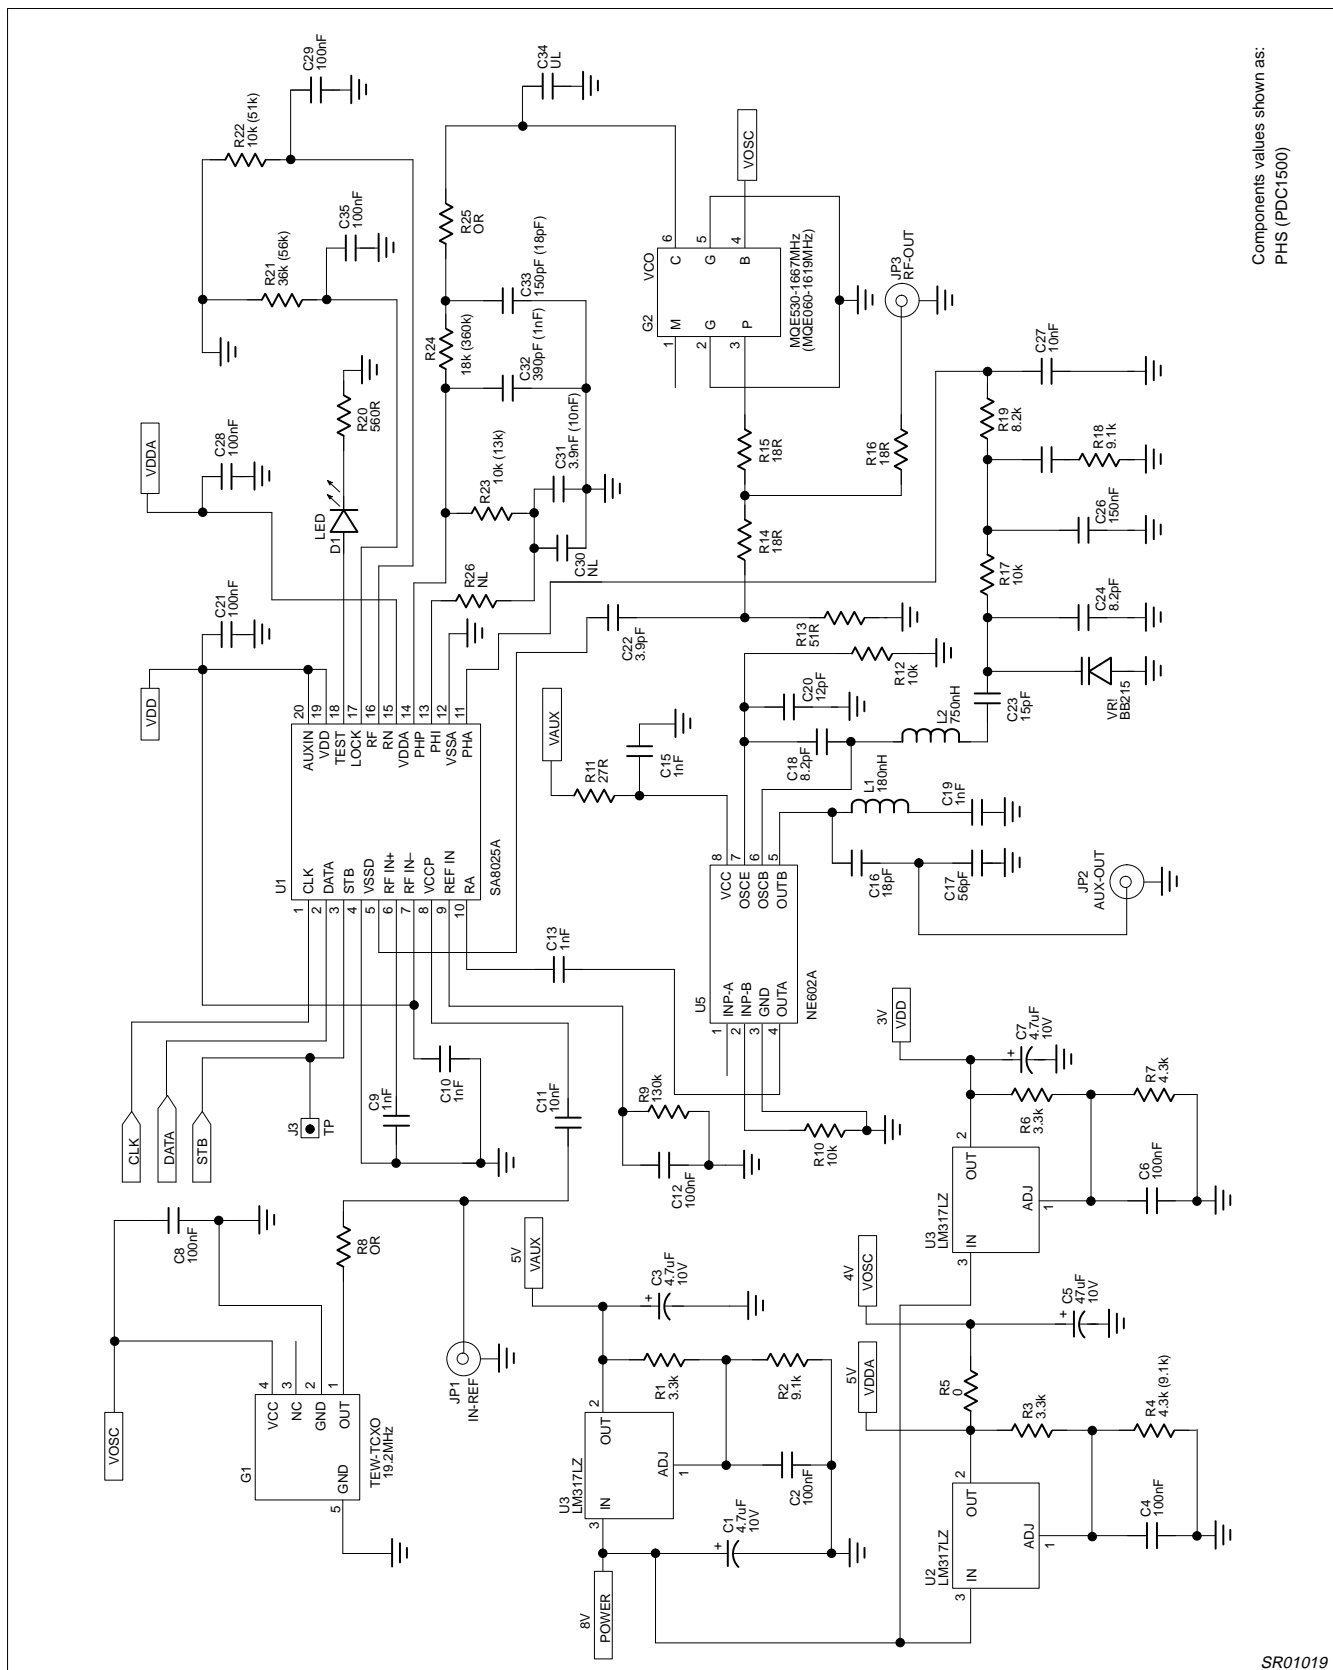 VOSC
G1
4
VCC
3
NC
2
GND
1
OUT
GND
5
TEW-TCXO
19.2MHz
C8
100nF
R8
OR
JP1
IN-REF
CLK
DATA
STB
J3
TP
C9
1nF
C10
1nF
C11
10nF
C12
100nF
R9
130k
R10
10k
C13
1nF
VDD
VDDA
C21
100nF
C28
100nF
U1
1
CLK
2
DATA
3
STB
4
VSSD
5
RF IN+
6
RF IN–
7
VCCP
8
REF IN
9
RA
10
SA8025A
AUXIN
20
VDD
19
TEST
18
LOCK
17
RF
16
RN
15
VDDA
14
PHP
13
PHI
12
VSSA
11
PHA
LED
D1
R20
560R
R21
36k (56k)
C35
100nF
R22
10k (51k)
C29
100nF
R26
NL
R23
10k (13k)
C30
NL
C31
3.9nF (10nF)
R24
18k (360k)
C32
390pF (1nF)
C33
150pF (18pF)
R25
OR
C34
UL
G2
VCO
1
M
C
6
2
G
G
5
3
P
B
4
MQE530-1667MHz
(MQE060-1619MHz)
VOSC
R15
18R
R14
18R
R16
18R
JP3
RF-OUT
C22
3.9pF
R13
51R
R12
10k
C20
12pF
C18
8.2pF
VAUX
R11
27R
C15
1nF
U5
1
INP-A
2
INP-B
3
GND
4
OUTA
VCC
8
OSCE
7
OSCB
6
OUTB
5
NE602A
L1
180nH
C19
1nF
C16
18pF
C17
56pF
JP2
AUX-OUT
L2
750nH
C23
15pF
VR!
BB215
C24
8.2pF
R17
10k
C26
150nF
R18
9.1k
R19
8.2k
C27
10nF
8V
POWER
U3
LM317LZ
3
IN
OUT
2
ADJ
1
C1
4.7uF
10V
C2
100nF
R1
3.3k
R2
9.1k
5V
VAUX
C3
4.7uF
10V
U2
LM317LZ
3
IN
OUT
2
ADJ
1
5V
VDDA
R5
0
4V
VOSC
C5
47uF
10V
R3
3.3k
R4
4.3k (9.1k)
C4
100nF
U3
LM317LZ
3
IN
OUT
2
ADJ
1
3V
VDD
C7
4.7uF
10V
R6
3.3k
R7
4.3k
C6
100nF
Components values shown as:
PHS (PDC1500)
SR01019